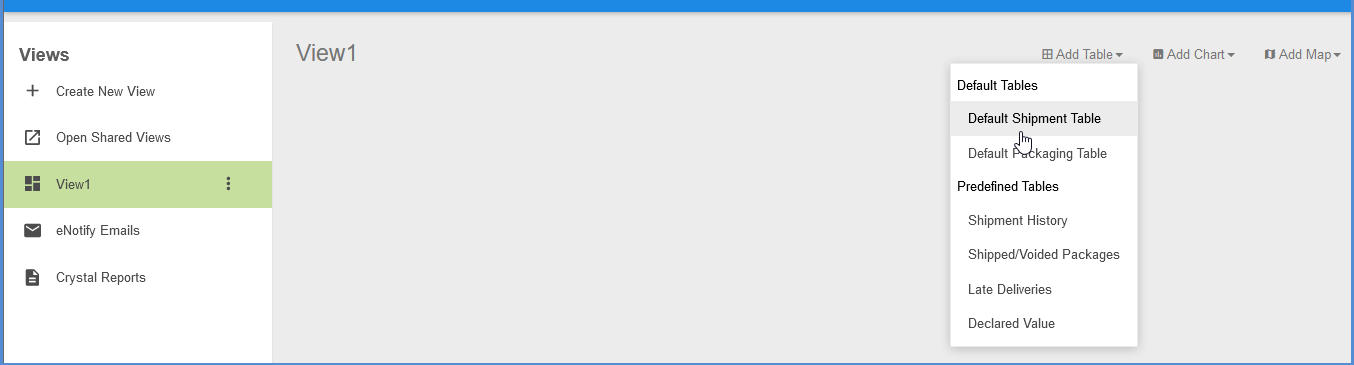 Views
Create New View
Open Shared Views
View1
eNotify Emails
Crystal Reports
View1
Add Table
Add Chart
Add Map
Default Tables
Default Shipment Table
Default Packaging Table
Predefined Tables
Shipment History
Shipped/Voided Packages
Late Deliveries
Declared Value